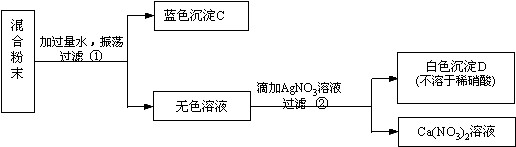 混合粉末
加过量水，振荡
过滤 ①
蓝色沉淀C
无色溶液
滴加AgNO3溶液
过滤 ②
白色沉淀D
(不溶于稀硝酸)
Ca(NO3)2溶液